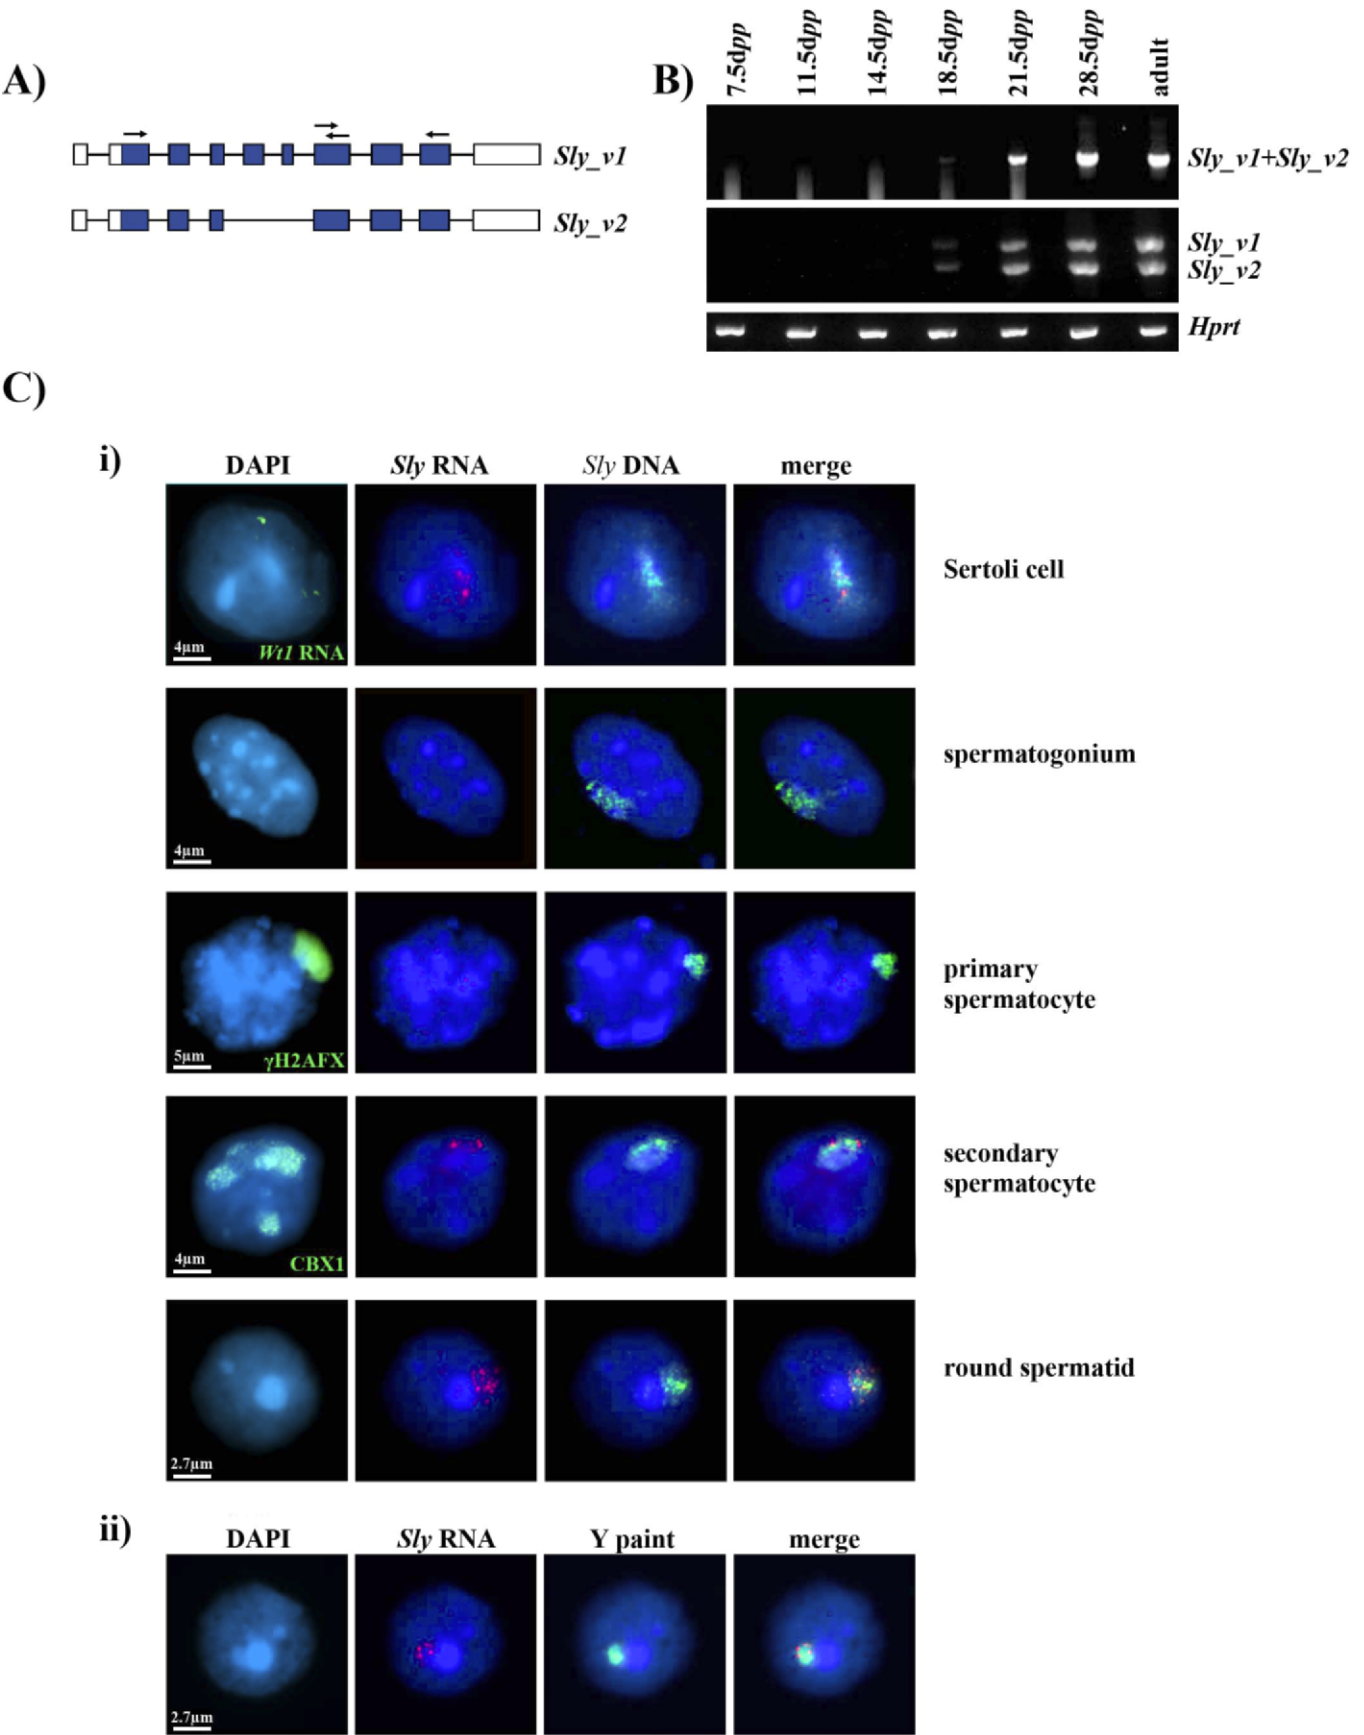 A)
Sly_v1
Sly_v2
B)
7.5dpp 11.5dpp 14.5dpp 18.5dpp 21.5dpp 28.5dpp adult
Sly_v1+Sly_v2
Sly_v1
Sly_v2
Hprt
C)
i)
DAPI Sly RNA Sly DNA merge
4µm Wt1 RNA
Sertoli cell
4µm
spermatogonium
5µm γH2AFX
primary
spermatocyte
4µm CBX1
secondary
spermatocyte
2.7µm
round spermatid
ii)
DAPI Sly RNA Y paint merge
2.7µm